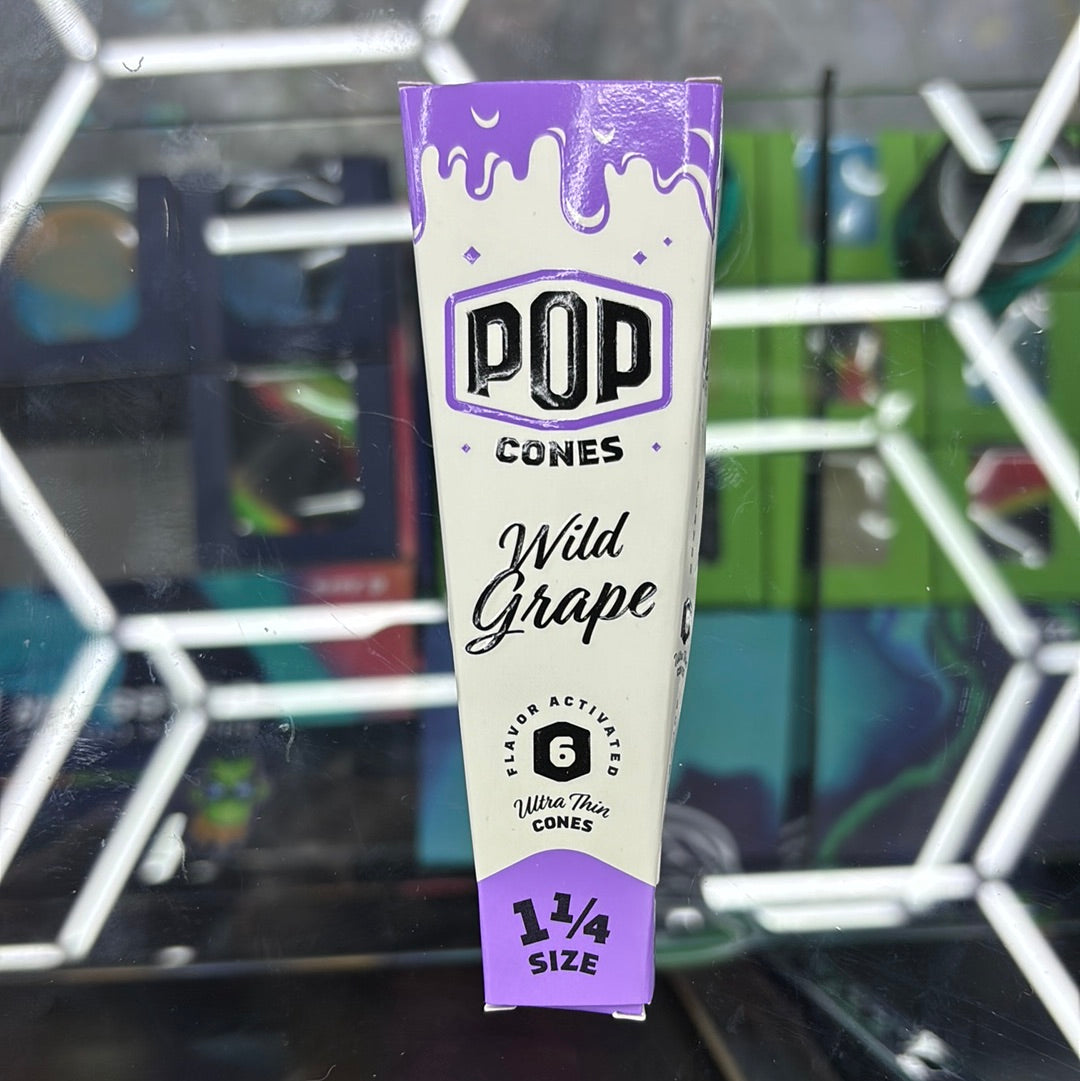 POP
CONES
Wild
Grape
FLAVOR ACTIVATED
6
Ultra Thin
CONES
1 1/4
SIZE